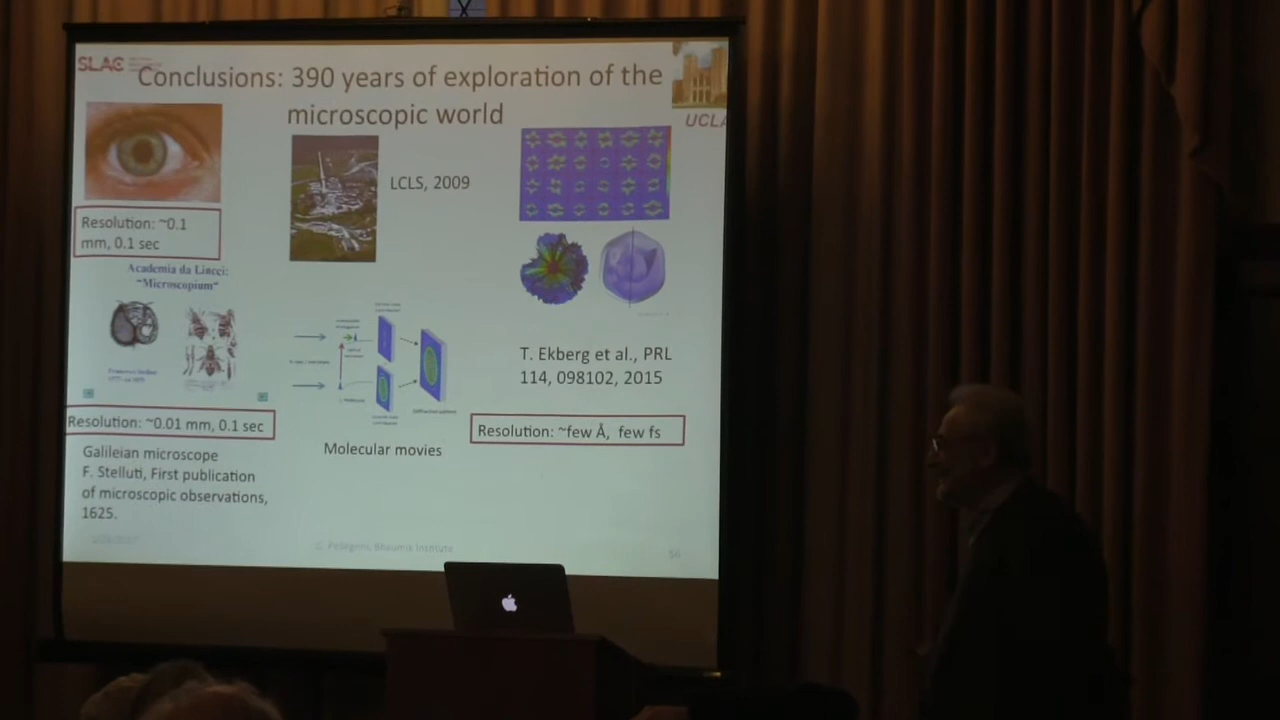 SLAC
Conclusions: 390 years of exploration of the
microscopic world
UCLA
LCLS, 2009
Resolution: ~0.1
mm, 0.1 sec
Academia da Lincei:
"Microscopium"
T. Ekberg et al., PRL
114, 098102, 2015
Resolution: ~0.01 mm, 0.1 sec
Resolution: ~few Å, few fs
Molecular movies
Galileian microscope
F. Stelluti, First publication
of microscopic observations,
1625.
C. Pellegrini, Bhaumik Institute
56